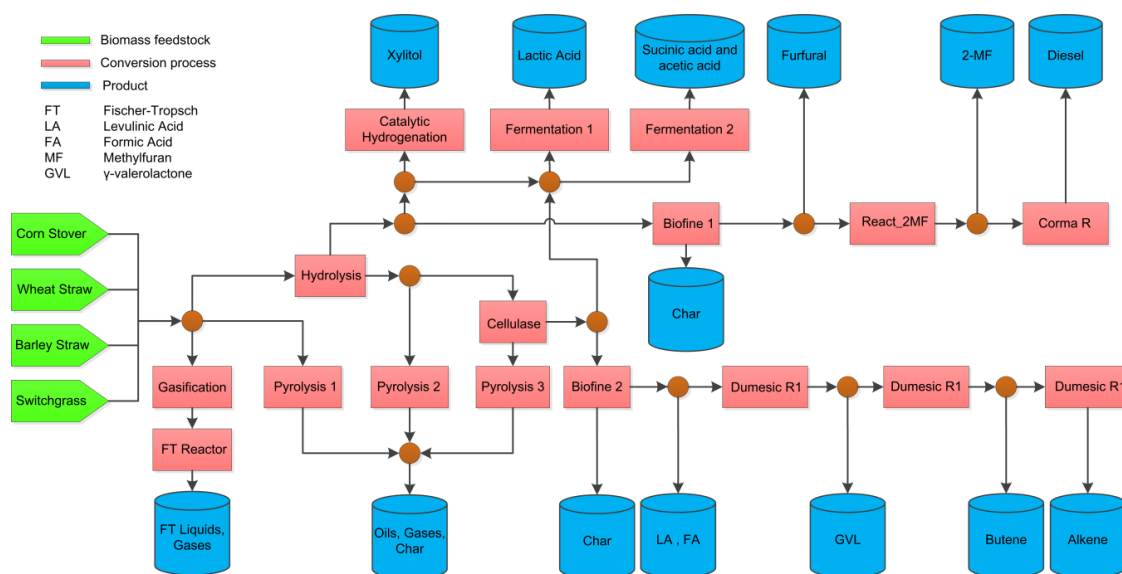 Biomass feedstock
Conversion process
Product
FT Fischer-Tropsch
LA Levulinic Acid
FA Formic Acid
MF Methylfuran
GVL γ-valerolactone
Xylitol
Lactic Acid
Sucinic acid and
acetic acid
Furfural
2-MF
Diesel
Catalytic
Hydrogenation
Fermentation 1
Fermentation 2
Corn Stover
Wheat Straw
Barley Straw
Switchgrass
Hydrolysis
Biofine 1
React_2MF
Corma R
Char
Cellulase
Gasification
Pyrolysis 1
Pyrolysis 2
Pyrolysis 3
Biofine 2
Dumesic R1
Dumesic R1
Dumesic R1
FT Reactor
FT Liquids,
Gases
Oils, Gases,
Char
Char
LA , FA
GVL
Butene
Alkene